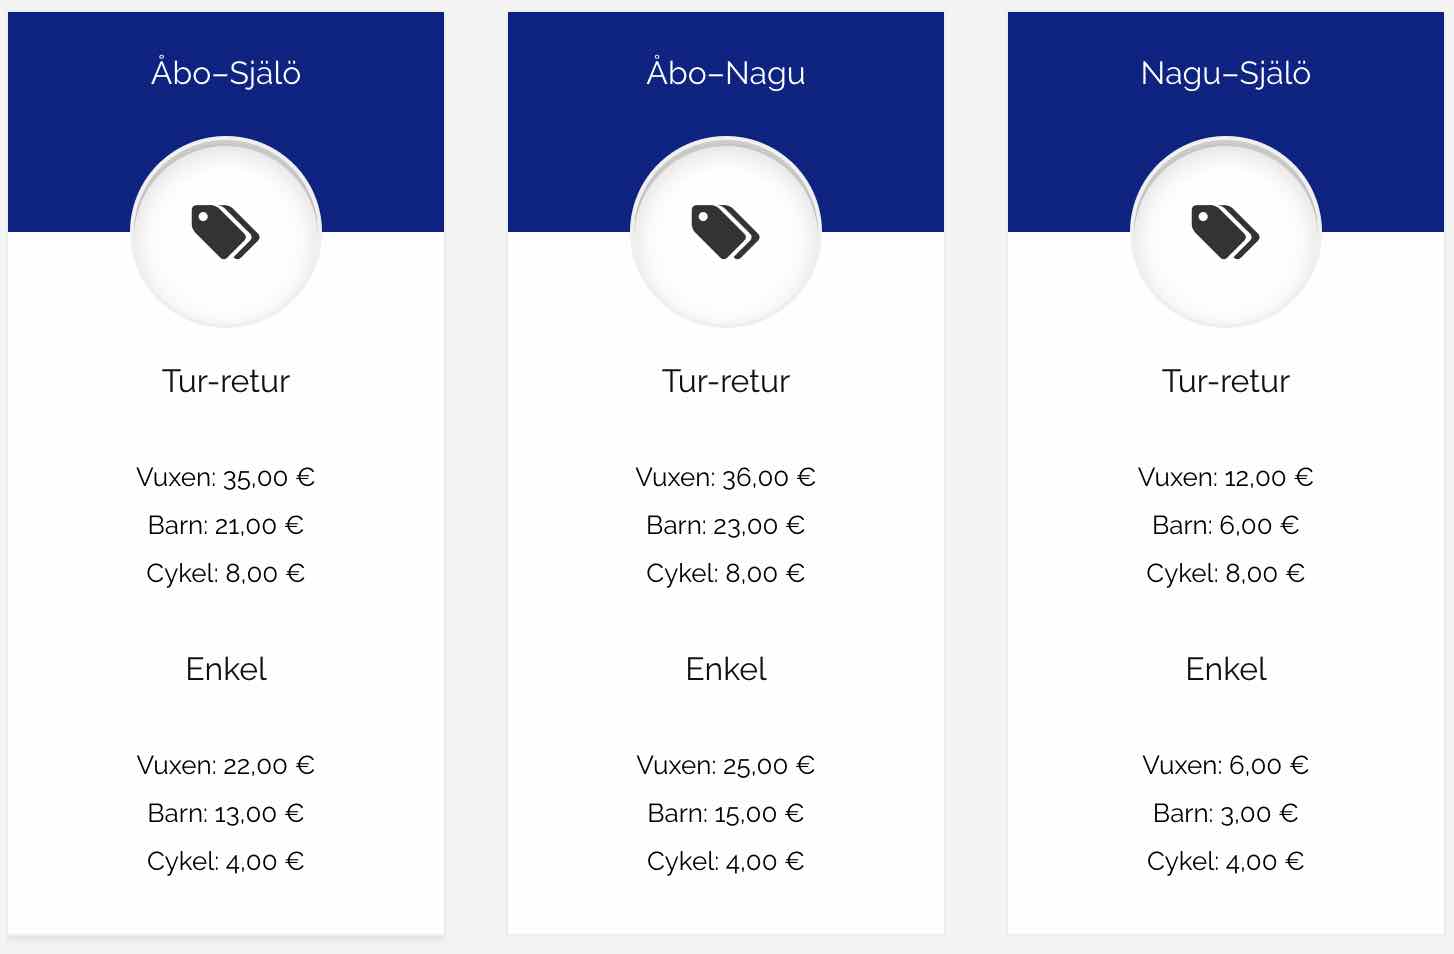 Åbo–Själö
Tur-retur
Vuxen: 35,00 €
Barn: 21,00 €
Cykel: 8,00 €
Enkel
Vuxen: 22,00 €
Barn: 13,00 €
Cykel: 4,00 €
Åbo–Nagu
Tur-retur
Vuxen: 36,00 €
Barn: 23,00 €
Cykel: 8,00 €
Enkel
Vuxen: 25,00 €
Barn: 15,00 €
Cykel: 4,00 €
Nagu–Själö
Tur-retur
Vuxen: 12,00 €
Barn: 6,00 €
Cykel: 8,00 €
Enkel
Vuxen: 6,00 €
Barn: 3,00 €
Cykel: 4,00 €